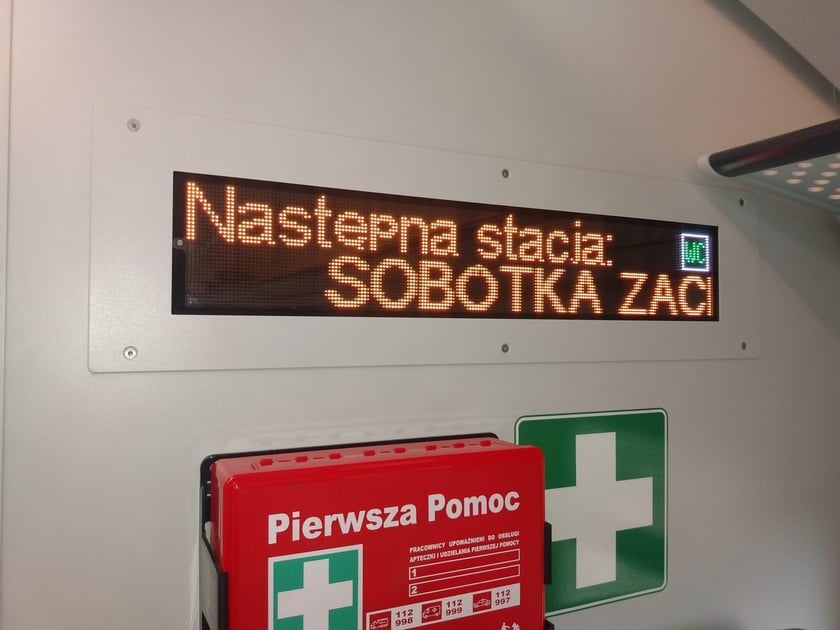 Następna stacja:
WC
SOBOTKA ZACI
Pierwsza Pomoc
PRACOWNICY UPOWAŻNIENI DO OBSŁUGI
APTECZKI I UDZIELANIA PIERWSZEJ POMOCY
1
2
112 998
112 999
112 997